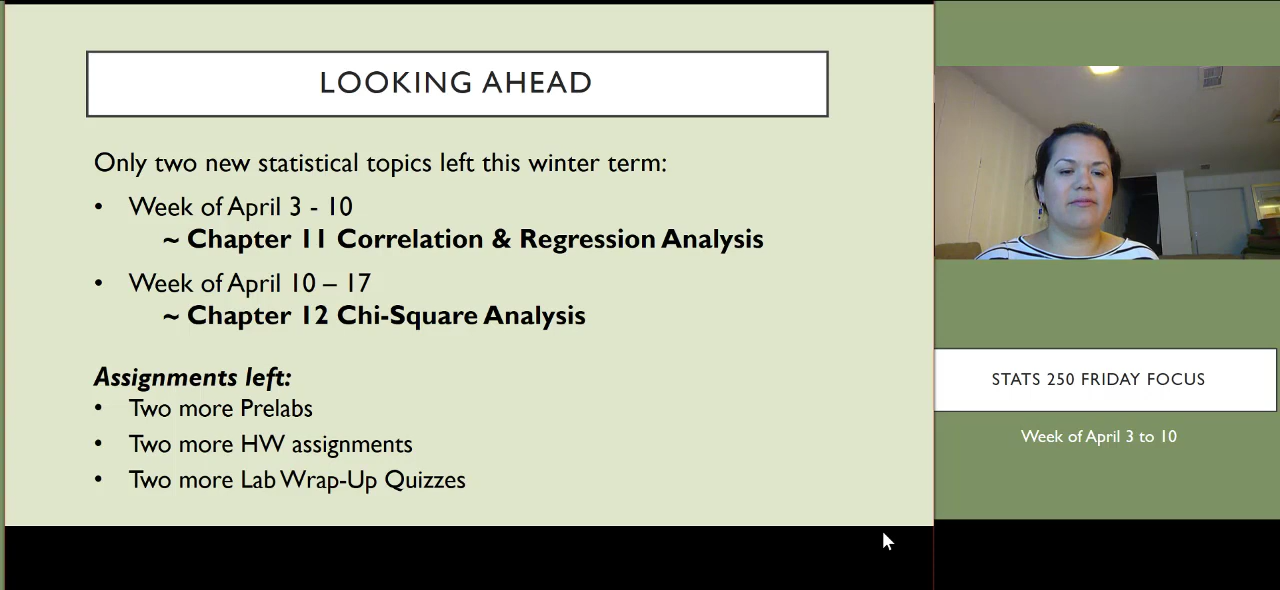 LOOKING AHEAD
Only two new statistical topics left this winter term:
• Week of April 3 - 10
~ Chapter 11 Correlation & Regression Analysis
• Week of April 10 – 17
~ Chapter 12 Chi-Square Analysis
Assignments left:
• Two more Prelabs
• Two more HW assignments
• Two more Lab Wrap-Up Quizzes
STATS 250 FRIDAY FOCUS
Week of April 3 to 10